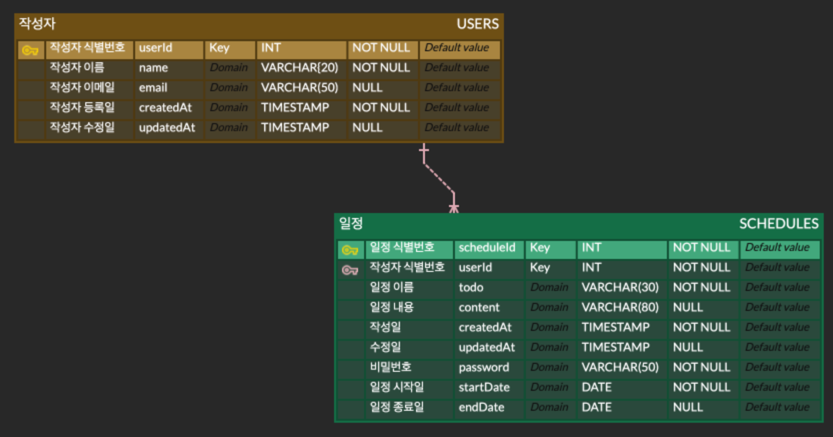 작성자 USERS
작성자 식별번호 userId Key INT NOT NULL Default value
작성자 이름 name Domain VARCHAR(20) NOT NULL Default value
작성자 이메일 email Domain VARCHAR(50) NULL Default value
작성자 등록일 createdAt Domain TIMESTAMP NOT NULL Default value
작성자 수정일 updatedAt Domain TIMESTAMP NULL Default value
일정 SCHEDULES
일정 식별번호 scheduleId Key INT NOT NULL Default value
작성자 식별번호 userId Key INT NOT NULL Default value
일정 이름 todo Domain VARCHAR(30) NOT NULL Default value
일정 내용 content Domain VARCHAR(80) NULL Default value
작성일 createdAt Domain TIMESTAMP NOT NULL Default value
수정일 updatedAt Domain TIMESTAMP NULL Default value
비밀번호 password Domain VARCHAR(50) NOT NULL Default value
일정 시작일 startDate Domain DATE NOT NULL Default value
일정 종료일 endDate Domain DATE NULL Default value